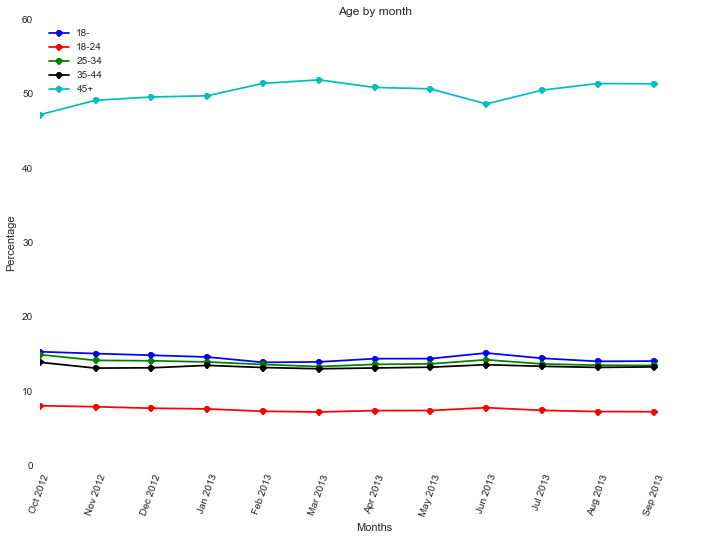 Age by month
18-
18-24
25-34
35-44
45+
60
50
40
30
20
10
0
Percentage
Oct 2012
Nov 2012
Dec 2012
Jan 2013
Feb 2013
Mar 2013
Apr 2013
May 2013
Jun 2013
Jul 2013
Aug 2013
Sep 2013
Months